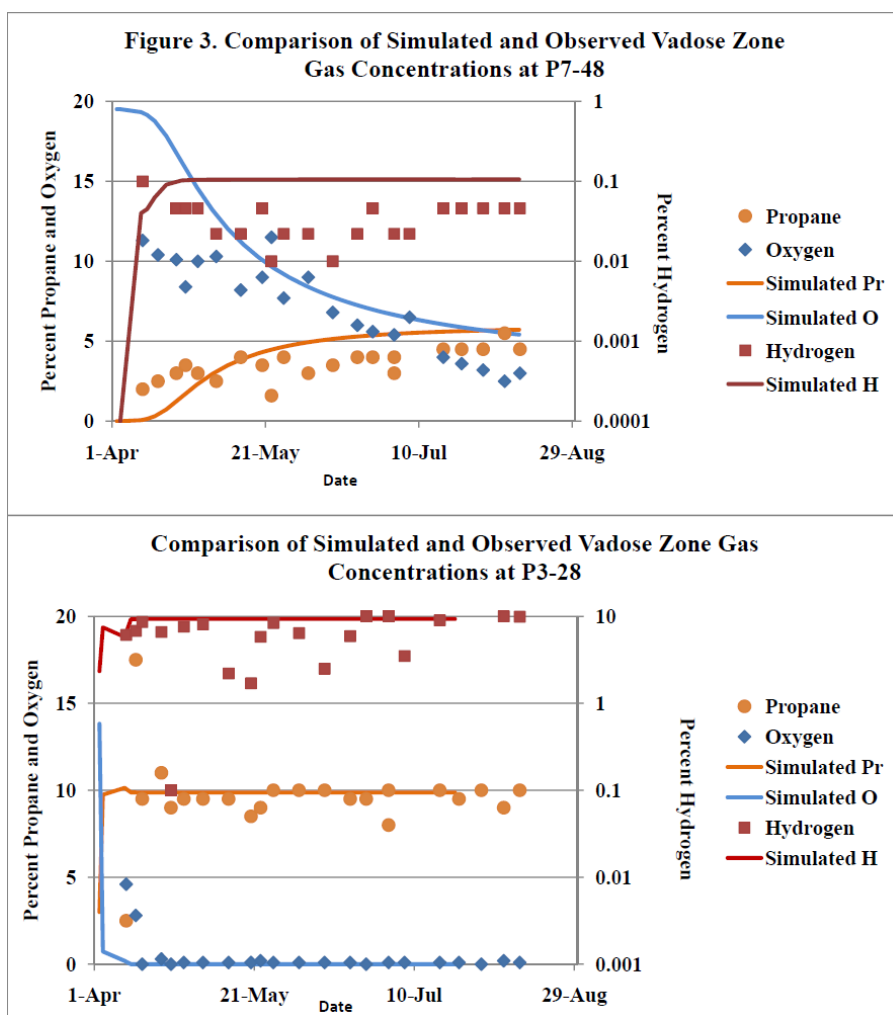 Figure 3. Comparison of Simulated and Observed Vadose Zone
Gas Concentrations at P7-48
Percent Propane and Oxygen
20
15
10
5
0
1
0.1
0.01
0.001
0.0001
Percent Hydrogen
1-Apr
21-May
10-Jul
29-Aug
Date
Propane
Oxygen
Simulated Pr
Simulated O
Hydrogen
Simulated H
Comparison of Simulated and Observed Vadose Zone Gas
Concentrations at P3-28
Percent Propane and Oxygen
20
15
10
5
0
10
1
0.1
0.01
0.001
Percent Hydrogen
1-Apr
21-May
10-Jul
29-Aug
Date
Propane
Oxygen
Simulated Pr
Simulated O
Hydrogen
Simulated H